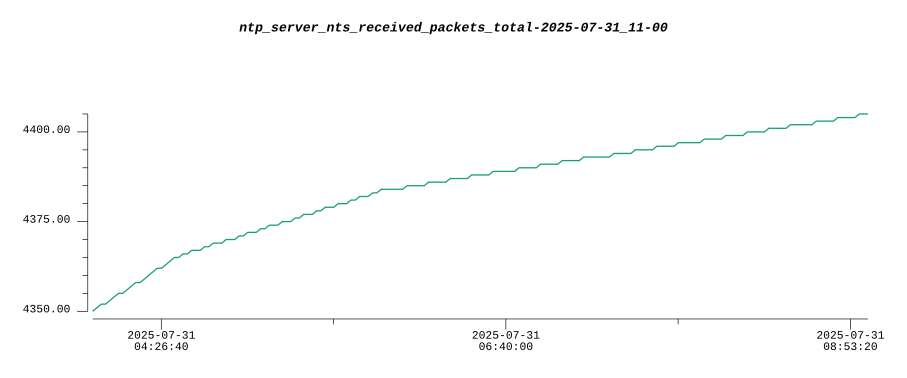 ntp_server_nts_received_packets_total-2025-07-31_11-00
4400.00
4375.00
4350.00
2025-07-31 2025-07-31 2025-07-31
04:26:40 06:40:00 08:53:20